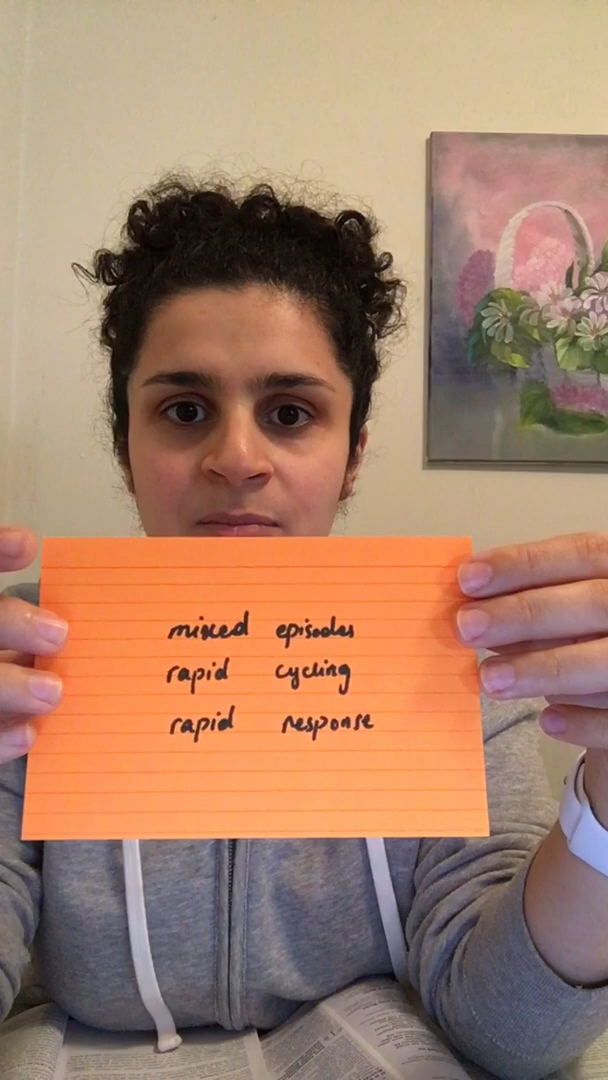 mixed episodes
rapid cycling
rapid response